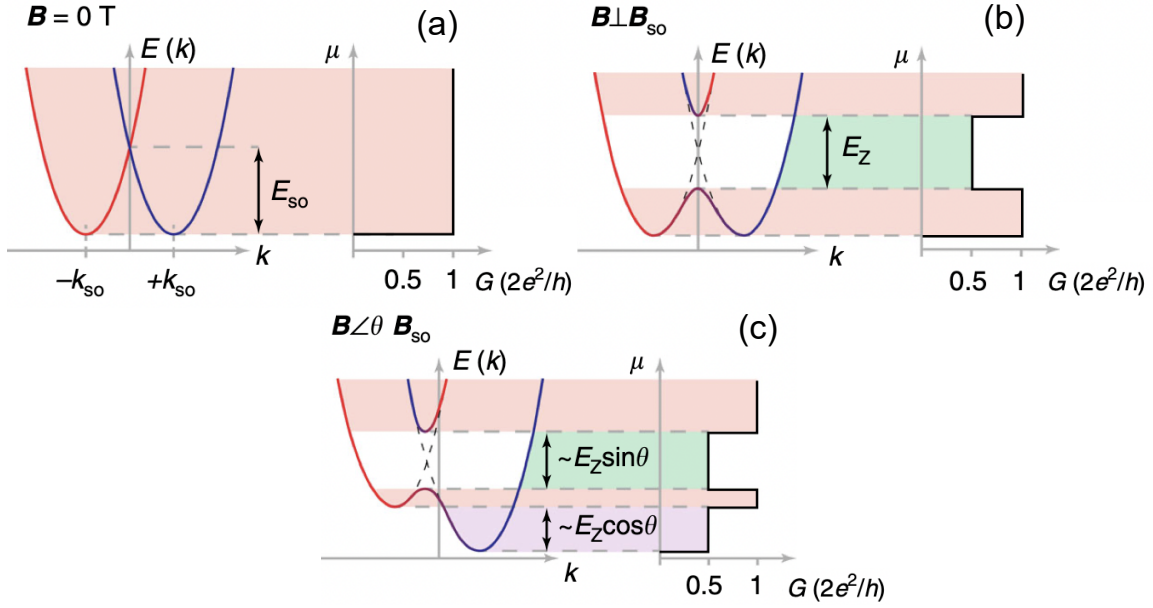 B = 0 T
(a)
E (k)
μ
E_so
k
−k_so
+k_so
0.5
1
G (2e²/h)
B⊥B_so
(b)
E (k)
μ
E_Z
k
0.5
1
G (2e²/h)
B∠θ B_so
(c)
E (k)
μ
~E_Z sinθ
~E_Z cosθ
k
0.5
1
G (2e²/h)